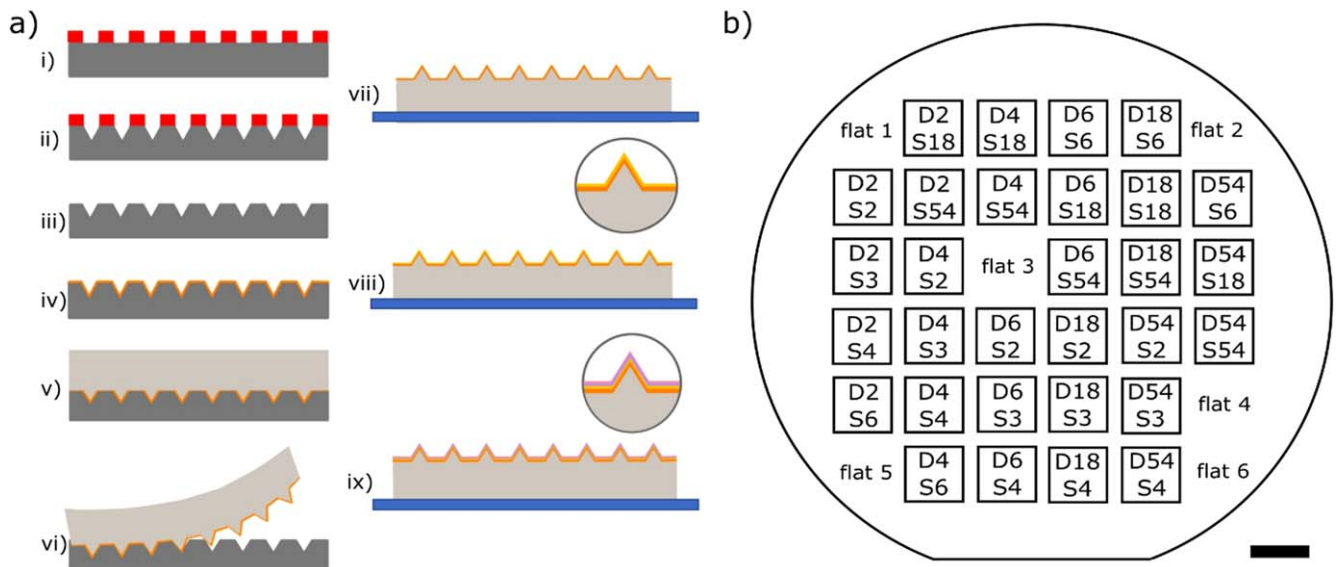 a)
i)
ii)
iii)
iv)
v)
vi)
vii)
viii)
ix)
b)
flat 1 D2 D4 D6 D18 flat 2
S18 S18 S6 S6
D2 D2 D4 D6 D18 D54
S2 S54 S54 S18 S18 S6
D2 D4 flat 3 D6 D18 D54
S3 S2 S54 S54 S18
D2 D4 D6 D18 D54 D54
S4 S3 S2 S2 S2 S54
D2 D4 D6 D18 D54 flat 4
S6 S4 S3 S3 S3
flat 5 D4 D6 D18 D54 flat 6
S6 S4 S4 S4